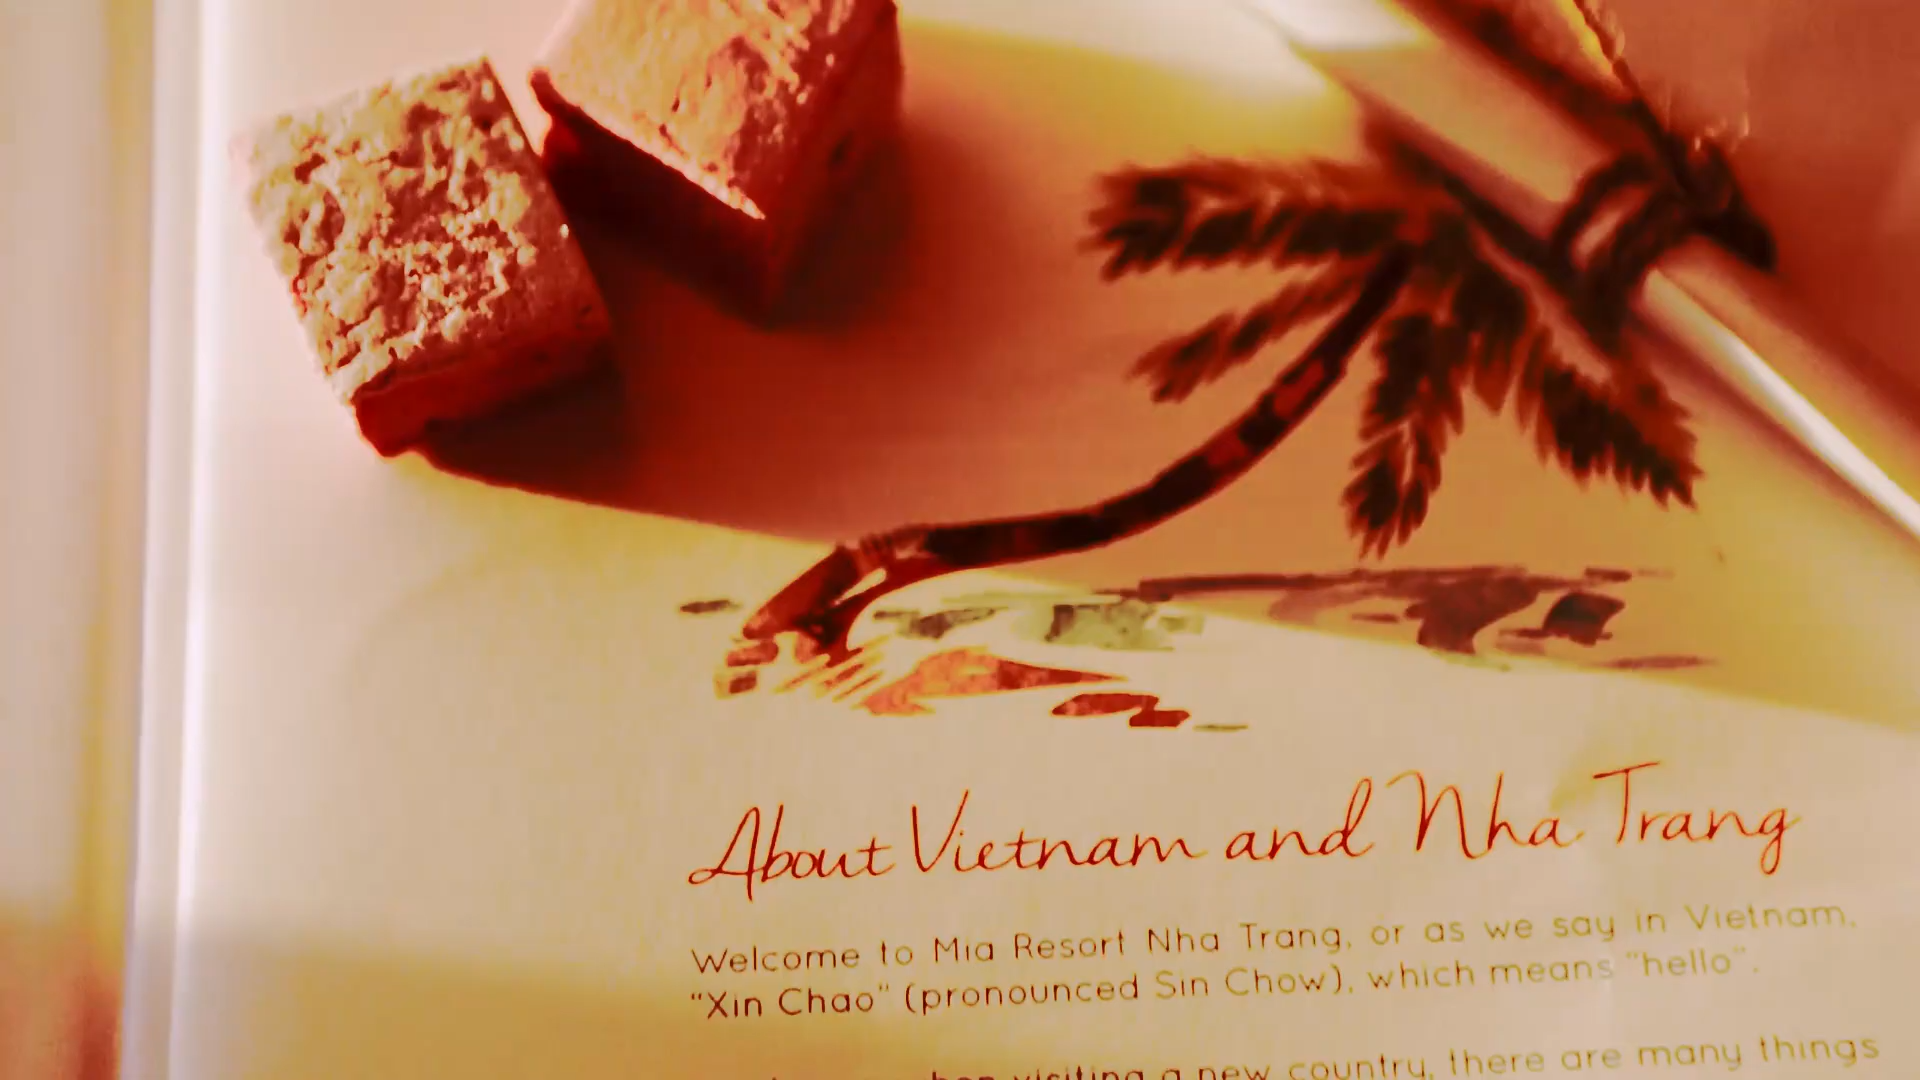 About Vietnam and Nha Trang
Welcome to Mia Resort Nha Trang, or as we say in Vietnam,
"Xin Chao" (pronounced Sin Chow), which means "hello".
visiting a new country, there are many things